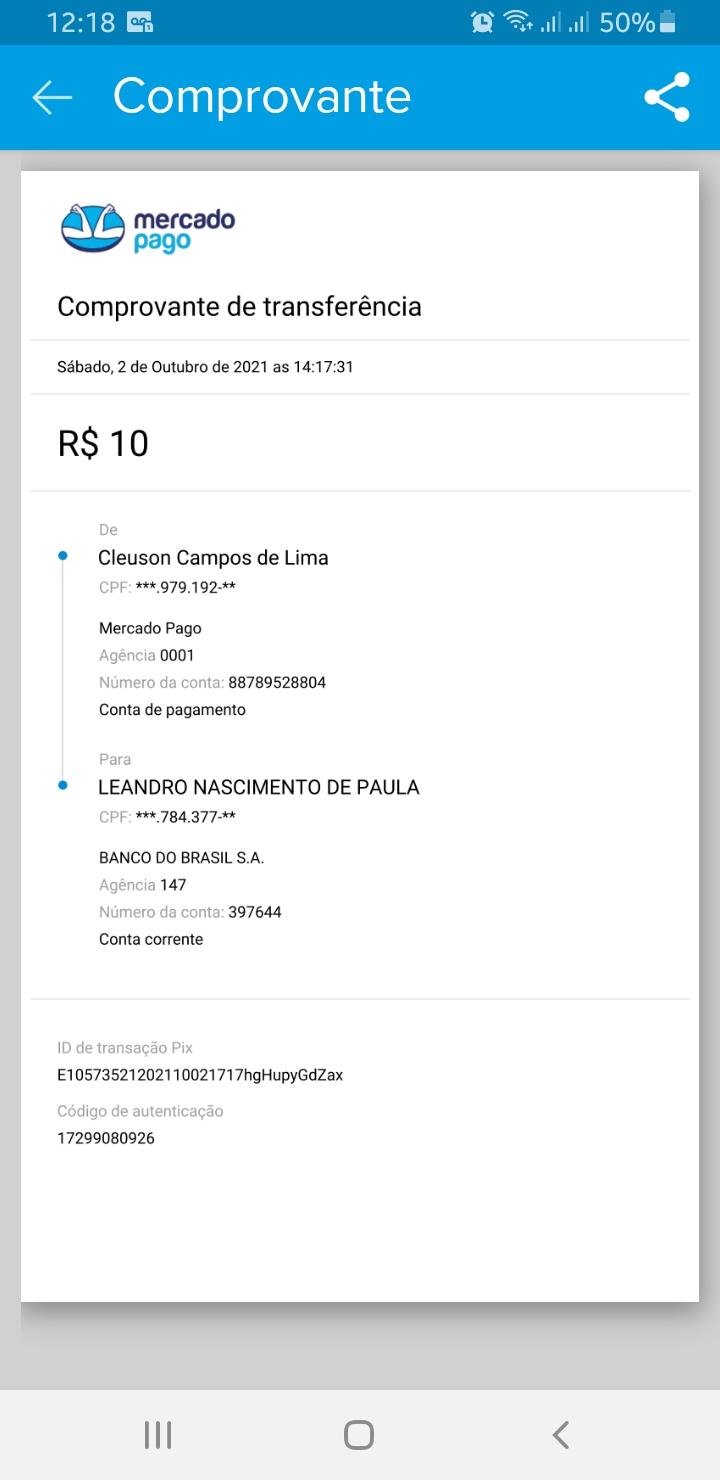 12:18 50%
Comprovante
mercado
pago
Comprovante de transferência
Sábado, 2 de Outubro de 2021 as 14:17:31
R$ 10
De
Cleuson Campos de Lima
CPF: ***.979.192-**
Mercado Pago
Agência 0001
Número da conta: 88789528804
Conta de pagamento
Para
LEANDRO NASCIMENTO DE PAULA
CPF: ***.784.377-**
BANCO DO BRASIL S.A.
Agência 147
Número da conta: 397644
Conta corrente
ID de transação Pix
E10573521202110021717hgHupyGdZax
Código de autenticação
17299080926